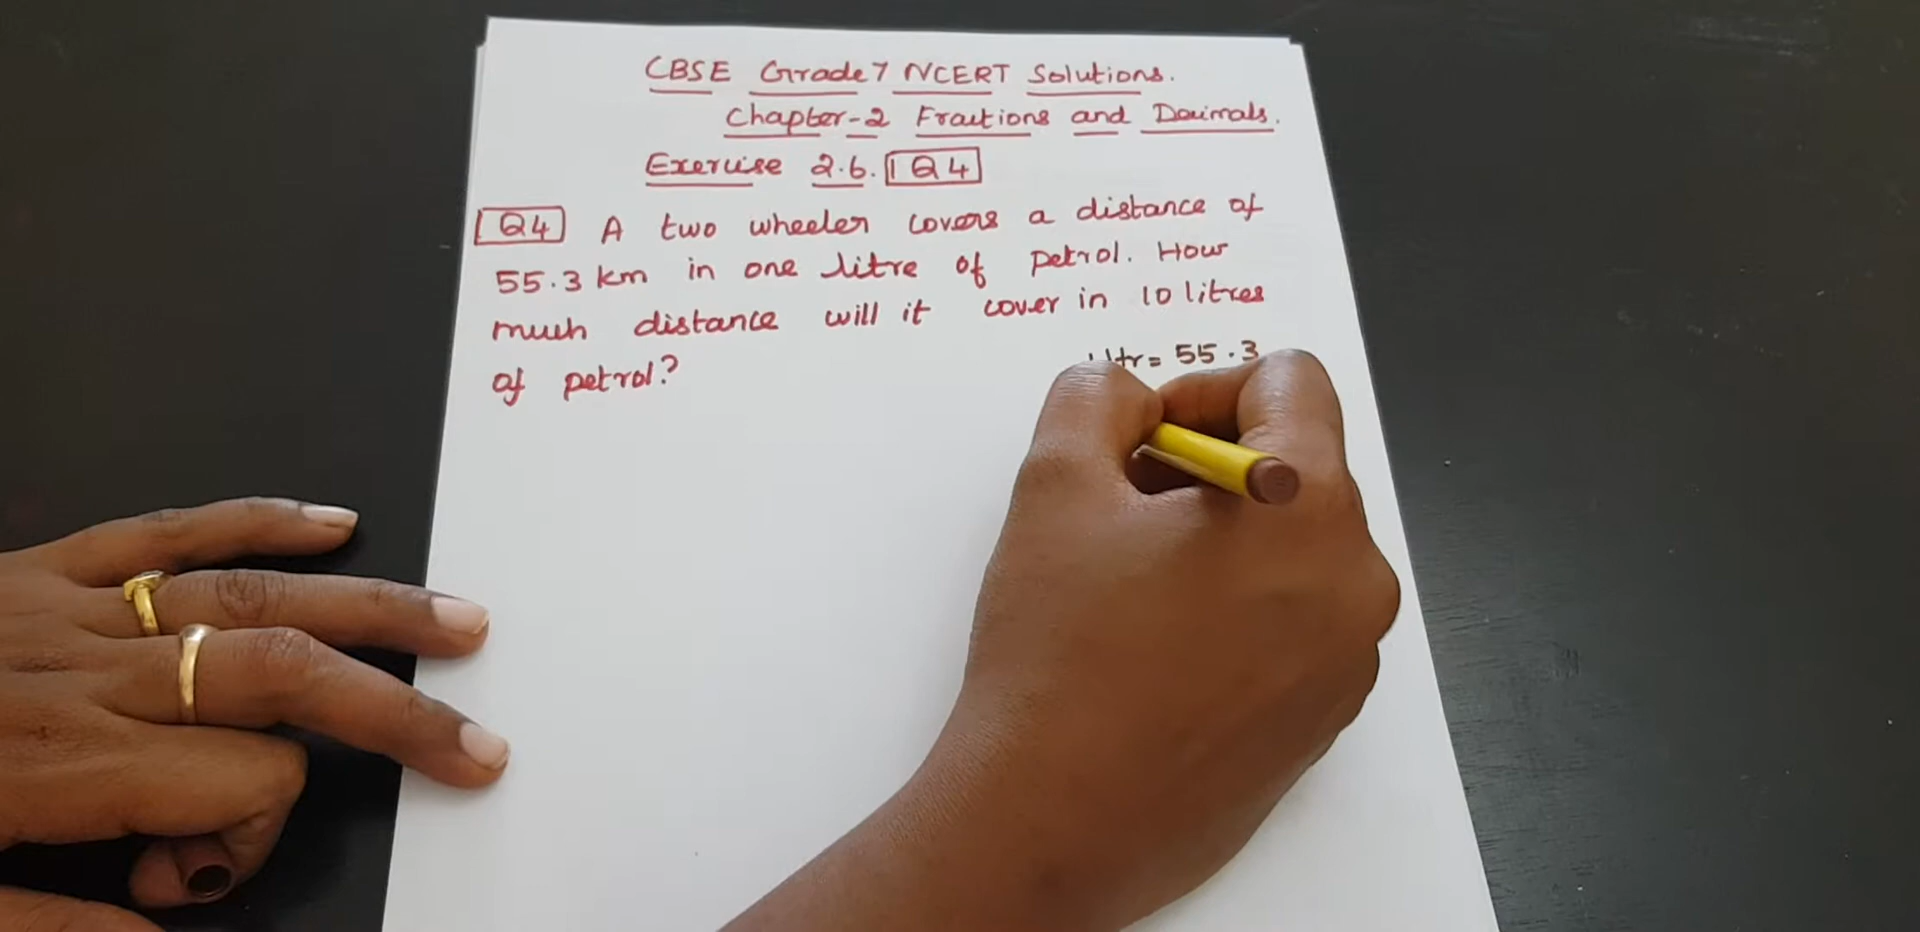 CBSE Grade 7 NCERT Solutions.
Chapter-2 Fractions and Decimals.
Exercise 2.6. Q4
Q4 A two wheeler covers a distance of
55.3 km in one litre of petrol. How
much distance will it cover in 10 litres
of petrol?
ltr = 55.3